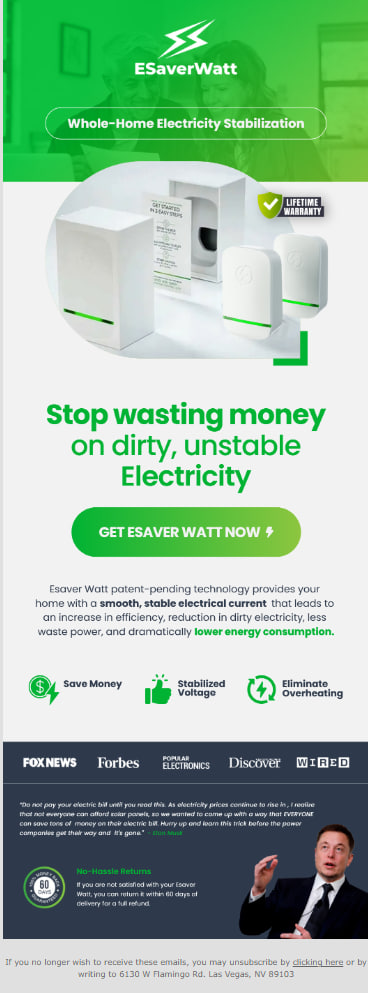 ESaverWatt
Whole-Home Electricity Stabilization
GET STARTED
IN 3 EASY STEPS
LIFETIME
WARRANTY
Stop wasting money
on dirty, unstable
Electricity
GET ESAVER WATT NOW
Esaver Watt patent-pending technology provides your
home with a smooth, stable electrical current that leads to
an increase in efficiency, reduction in dirty electricity, less
waste power, and dramatically lower energy consumption.
Save Money
Stabilized
Voltage
Eliminate
Overheating
FOX NEWS
Forbes
POPULAR
ELECTRONICS
Discover
WIRED
"Do not pay your electric bill until you read this. As electricity prices continue to rise in , I realize
that not everyone can afford solar panels, so we wanted to come up with a way that EVERYONE
can save tons of money on their electric bill. Hurry up and learn this trick before the power
companies get their way and it's gone." - Elon Musk
60
DAYS
No-Hassle Returns
If you are not satisfied with your Esaver
Watt, you can return it within 60 days of
delivery for a full refund.
If you no longer wish to receive these emails, you may unsubscribe by clicking here or by
writing to 6130 W Flamingo Rd. Las Vegas, NV 89103